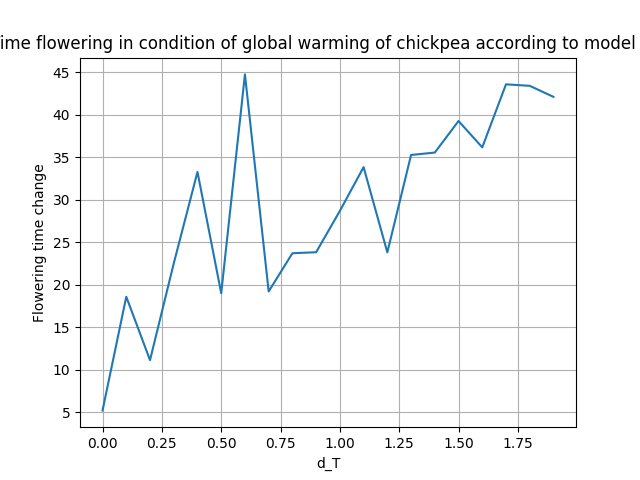 ime flowering in condition of global warming of chickpea according to model
45
40
35
30
25
20
15
10
5
Flowering time change
0.00 0.25 0.50 0.75 1.00 1.25 1.50 1.75
d_T